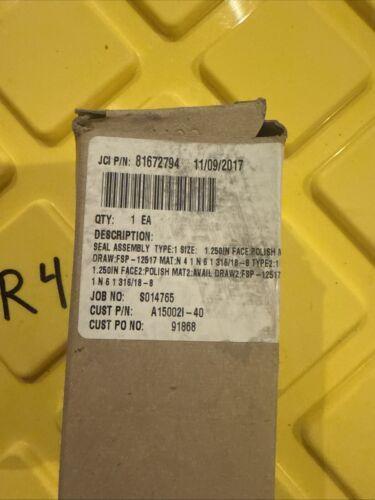 JCI P/N: 81672794 11/09/2017
QTY: 1 EA
DESCRIPTION:
SEAL ASSEMBLY TYPE:1 SIZE: 1.250IN FACE:POLISH M
DRAW:FSP-12517 MAT:N 4 1 N 6 1 316/18-8 TYPE2:1
1.250IN FACE2:POLISH MAT2:AVAIL DRAW2:FSP-12517
1 N 6 1 316/18-8
JOB NO: S014765
CUST P/N: A15002I-40
CUST PO NO: 91868
R4